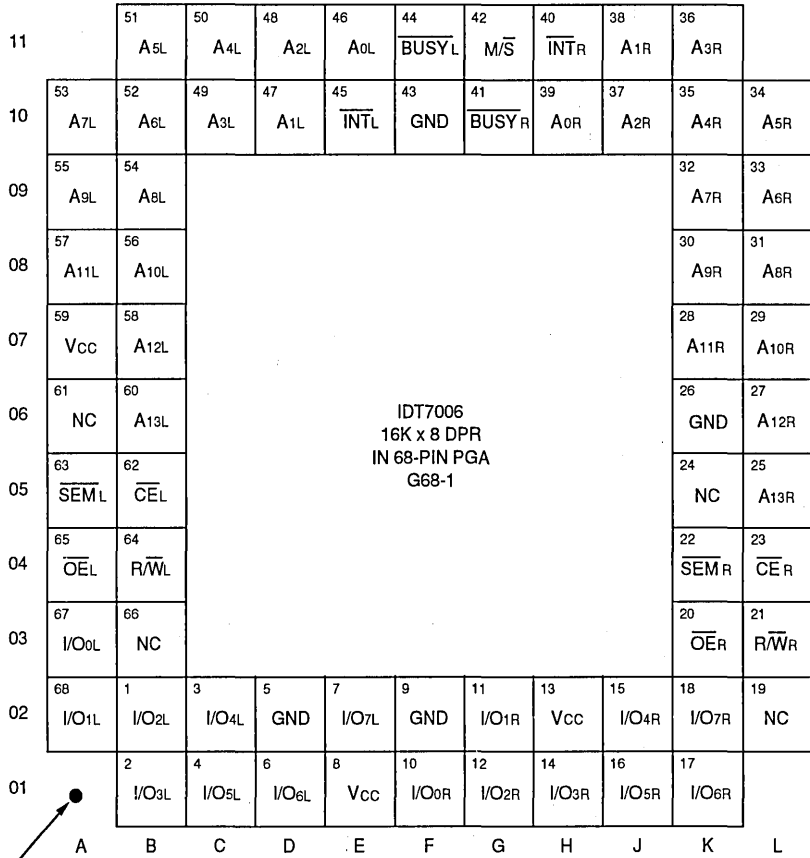 11
51 50 48 46 44 42 40 38 36
A5L A4L A2L A0L BUSYL M/S INTR A1R A3R
10
53 52 49 47 45 43 41 39 37 35 34
A7L A6L A3L A1L INTL GND BUSYR A0R A2R A4R A5R
09
55 54 32 33
A9L A8L A7R A6R
08
57 56 30 31
A11L A10L A9R A8R
07
59 58 28 29
VCC A12L A11R A10R
06
61 60 26 27
NC A13L GND A12R
IDT7006
16K x 8 DPR
IN 68-PIN PGA
G68-1
05
63 62 24 25
SEML CEL NC A13R
04
65 64 22 23
OEL R/WL SEMR CER
03
67 66 20 21
I/O0L NC OER R/WR
02
68 1 3 5 7 9 11 13 15 18 19
I/O1L I/O2L I/O4L GND I/O7L GND I/O1R VCC I/O4R I/O7R NC
01
2 4 6 8 10 12 14 16 17
I/O3L I/O5L I/O6L VCC I/O0R I/O2R I/O3R I/O5R I/O6R
A B C D E F G H J K L